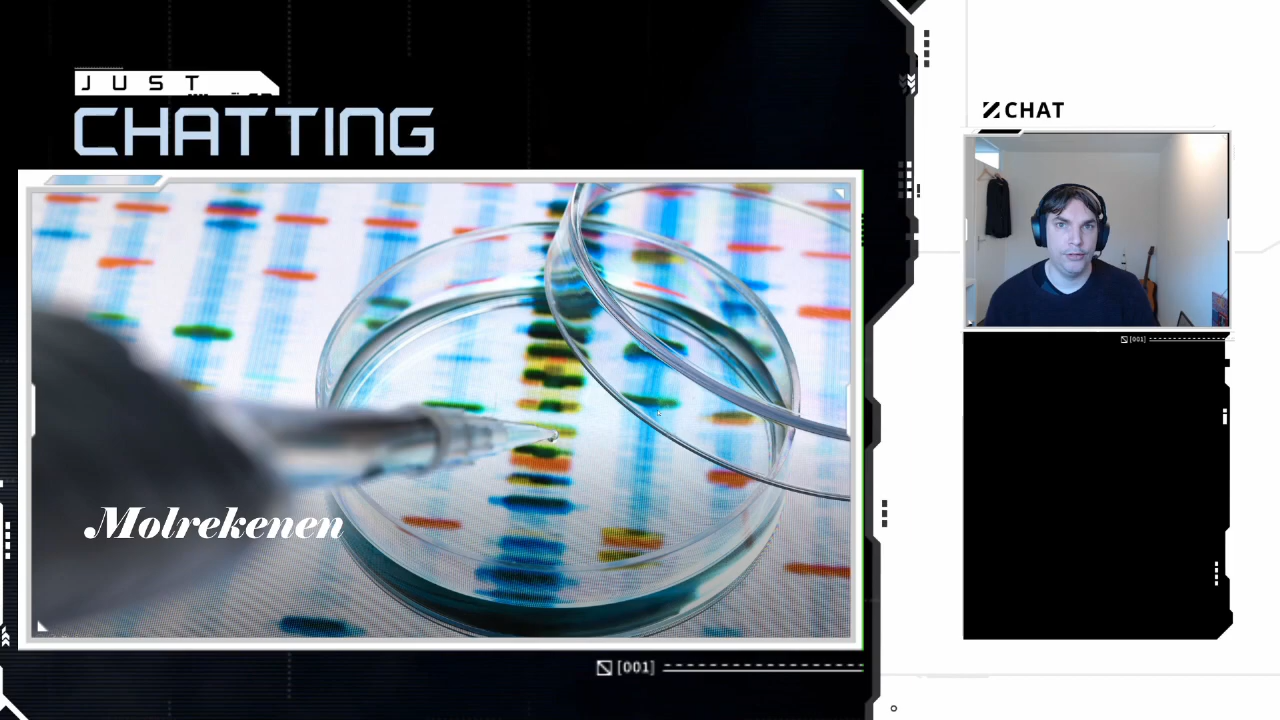 JUST
CHATTING
CHAT
[001]
Molrekenen
[001]